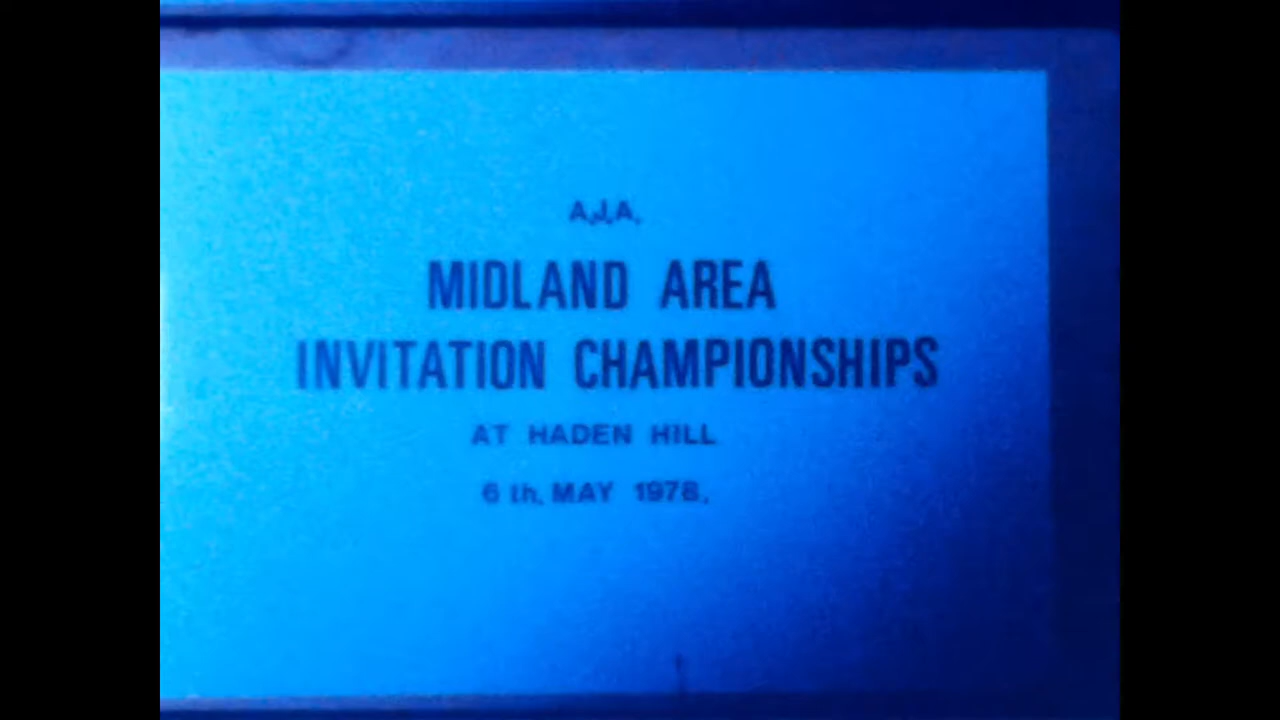 A.J.A.
MIDLAND AREA
INVITATION CHAMPIONSHIPS
AT HADEN HILL
6 th. MAY 1978.